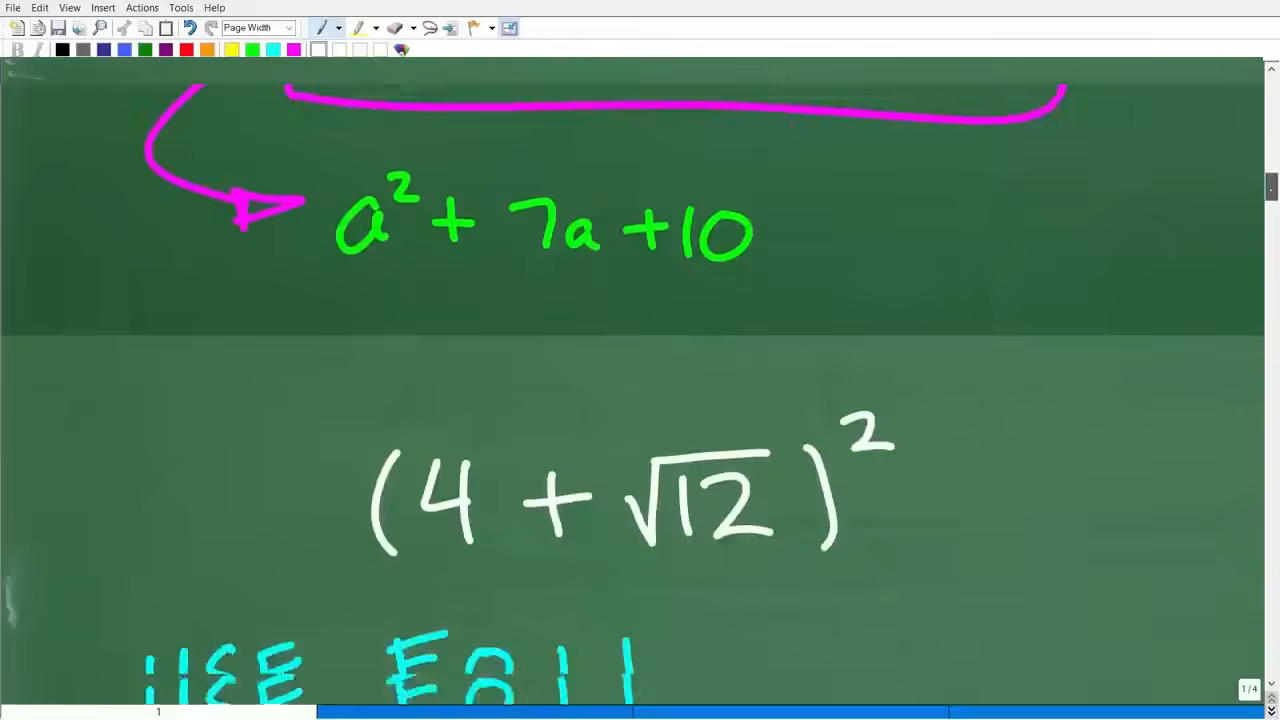 File Edit View Insert Actions Tools Help
Page Width
B I
a² + 7a + 10
(4 + √12)²
USE FOIL
1/4
1